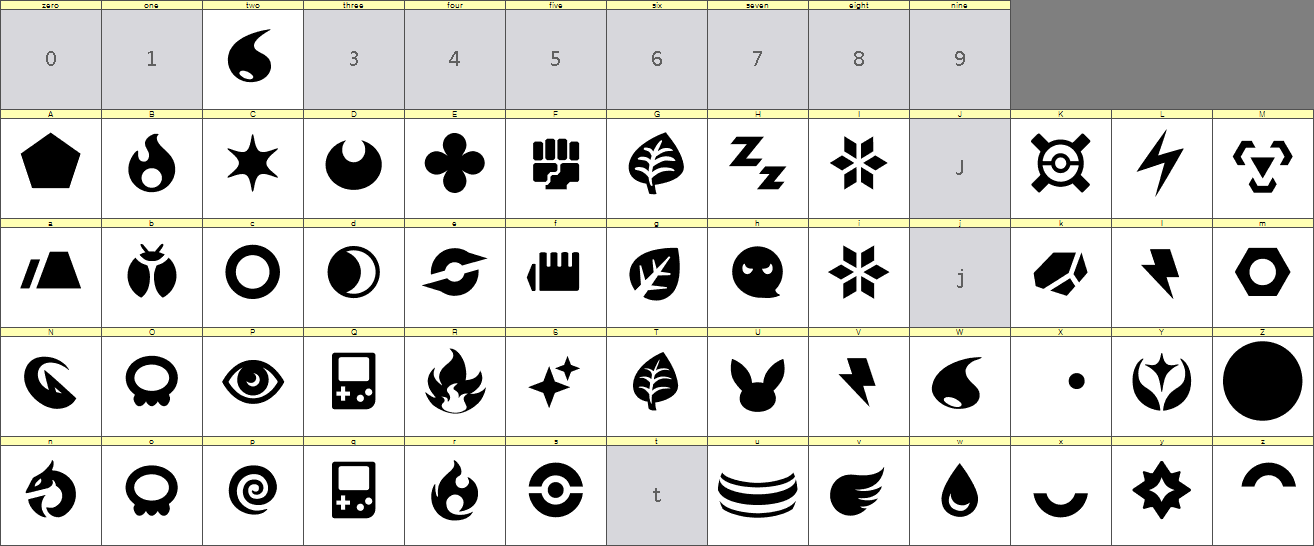 zero one two three four five six seven eight nine
0 1 3 4 5 6 7 8 9
A B C D E F G H I J K L M
Z Z J
a b c d e f g h i j k l m
j
N O P Q R S T U V W X Y Z
n o p q r s t u v w x y z
t